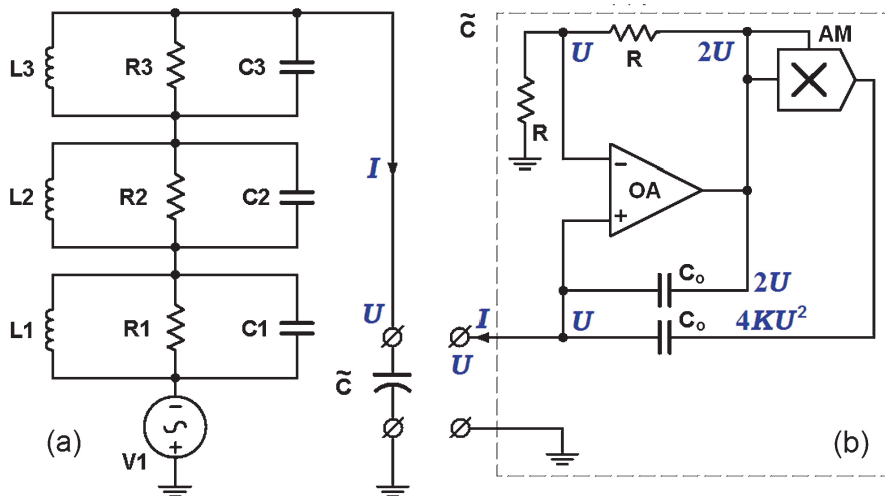 L3
R3
C3
L2
R2
C2
L1
R1
C1
I
U
C̃
(a)
V1
−
+
C̃
U
R
2U
AM
R
−
OA
+
Cₒ
2U
I
U
Cₒ
4KU²
U
(b)